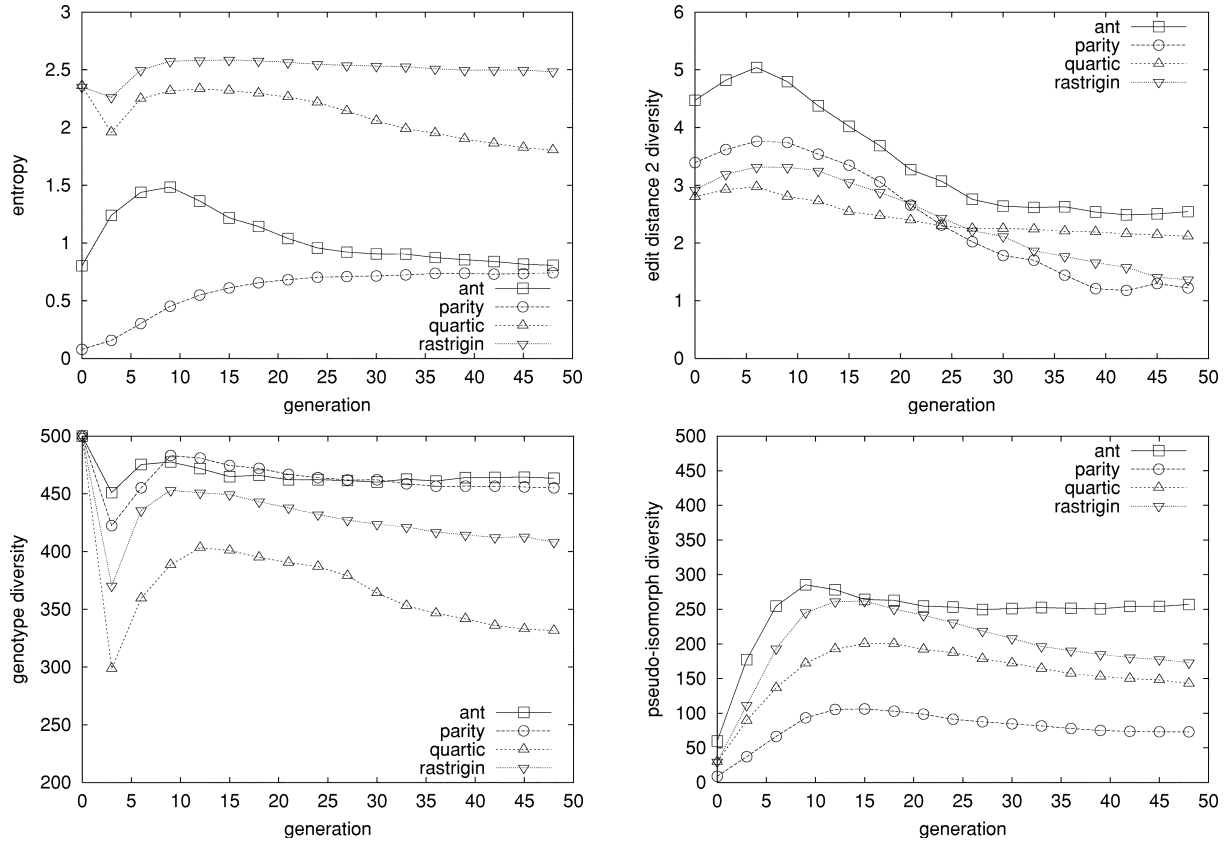 3
2.5
2
1.5
1
0.5
0
entropy
ant
parity
quartic
rastrigin
0 5 10 15 20 25 30 35 40 45 50
generation
6
5
4
3
2
1
0
edit distance 2 diversity
ant
parity
quartic
rastrigin
0 5 10 15 20 25 30 35 40 45 50
generation
500
450
400
350
300
250
200
genotype diversity
ant
parity
quartic
rastrigin
0 5 10 15 20 25 30 35 40 45 50
generation
500
450
400
350
300
250
200
150
100
50
0
pseudo-isomorph diversity
ant
parity
quartic
rastrigin
0 5 10 15 20 25 30 35 40 45 50
generation